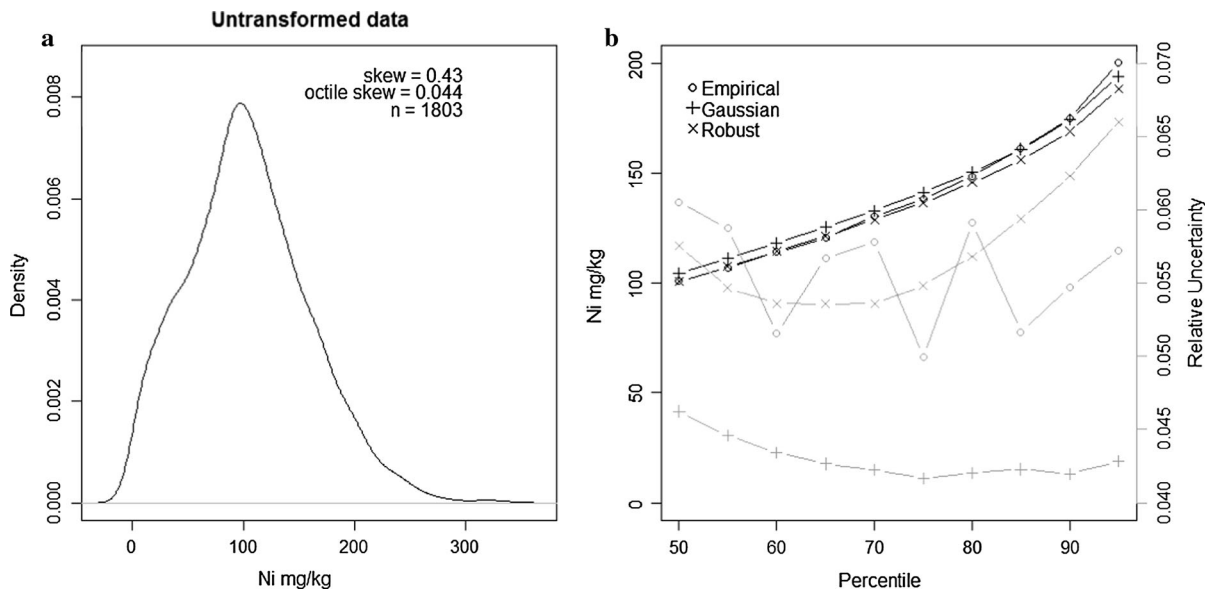 Untransformed data
a
skew = 0.43
octile skew = 0.044
n = 1803
Density
0.000
0.002
0.004
0.006
0.008
0
100
200
300
Ni mg/kg
b
Empirical
Gaussian
Robust
Ni mg/kg
0
50
100
150
200
Relative Uncertainty
0.040
0.045
0.050
0.055
0.060
0.065
0.070
50
60
70
80
90
Percentile